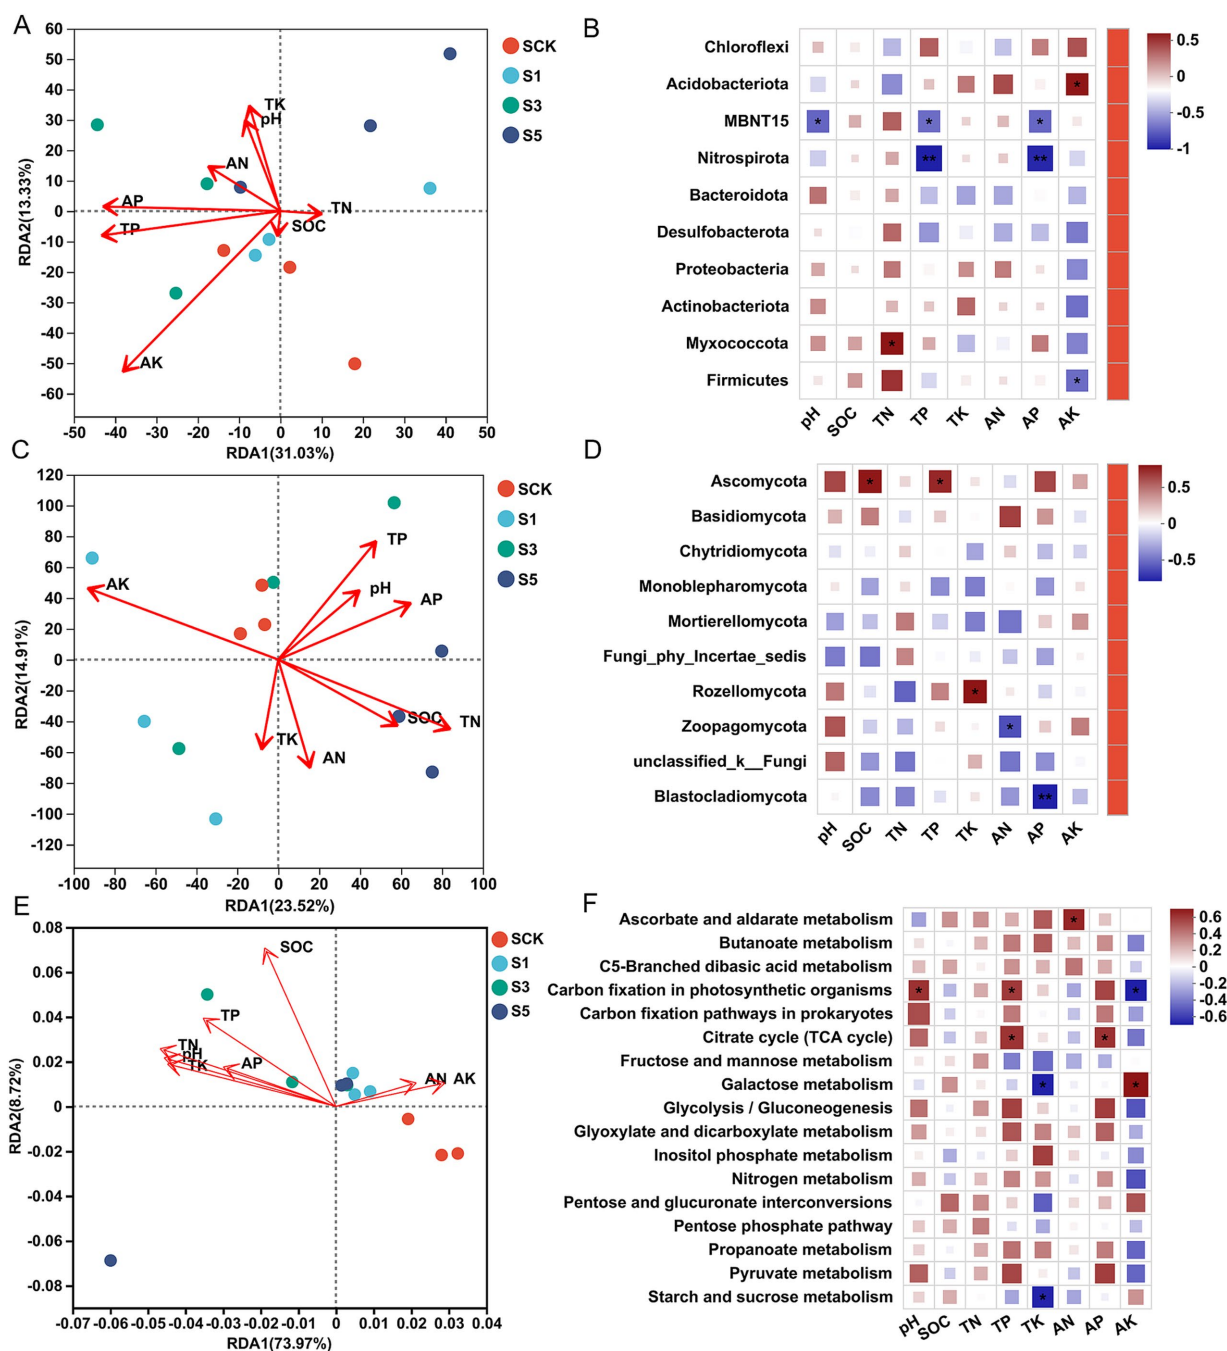 A
60
50
40
30
20
10
0
-10
-20
-30
-40
-50
-60
RDA2(13.33%)
-50 -40 -30 -20 -10 0 10 20 30 40 50
RDA1(31.03%)
TK
pH
AN
AP
TP
TN
SOC
AK
SCK
S1
S3
S5
B
Chloroflexi
Acidobacteriota
*
MBNT15
* * *
Nitrospirota
** **
Bacteroidota
Desulfobacterota
Proteobacteria
Actinobacteriota
Myxococcota
*
Firmicutes
*
pH SOC TN TP TK AN AP AK
0.5
0
-0.5
-1
C
120
100
80
60
40
20
0
-20
-40
-60
-80
-100
-120
RDA2(14.91%)
-100 -80 -60 -40 -20 0 20 40 60 80 100
RDA1(23.52%)
TP
AK
pH
AP
SOC
TN
TK
AN
SCK
S1
S3
S5
D
Ascomycota
* *
Basidiomycota
Chytridiomycota
Monoblepharomycota
Mortierellomycota
Fungi_phy_Incertae_sedis
Rozellomycota
*
Zoopagomycota
*
unclassified_k__Fungi
Blastocladiomycota
**
pH SOC TN TP TK AN AP AK
0.5
0
-0.5
E
0.08
0.06
0.04
0.02
0
-0.02
-0.04
-0.06
-0.08
RDA2(8.72%)
-0.07 -0.06 -0.05 -0.04 -0.03 -0.02 -0.01 0 0.01 0.02 0.03 0.04
RDA1(73.97%)
SOC
TP
TN
pH
TK
AP
AN
AK
SCK
S1
S3
S5
F
Ascorbate and aldarate metabolism
*
Butanoate metabolism
C5-Branched dibasic acid metabolism
Carbon fixation in photosynthetic organisms
* * *
Carbon fixation pathways in prokaryotes
Citrate cycle (TCA cycle)
* *
Fructose and mannose metabolism
Galactose metabolism
* *
Glycolysis / Gluconeogenesis
Glyoxylate and dicarboxylate metabolism
Inositol phosphate metabolism
Nitrogen metabolism
Pentose and glucuronate interconversions
Pentose phosphate pathway
Propanoate metabolism
Pyruvate metabolism
Starch and sucrose metabolism
*
pH SOC TN TP TK AN AP AK
0.6
0.4
0.2
0
-0.2
-0.4
-0.6